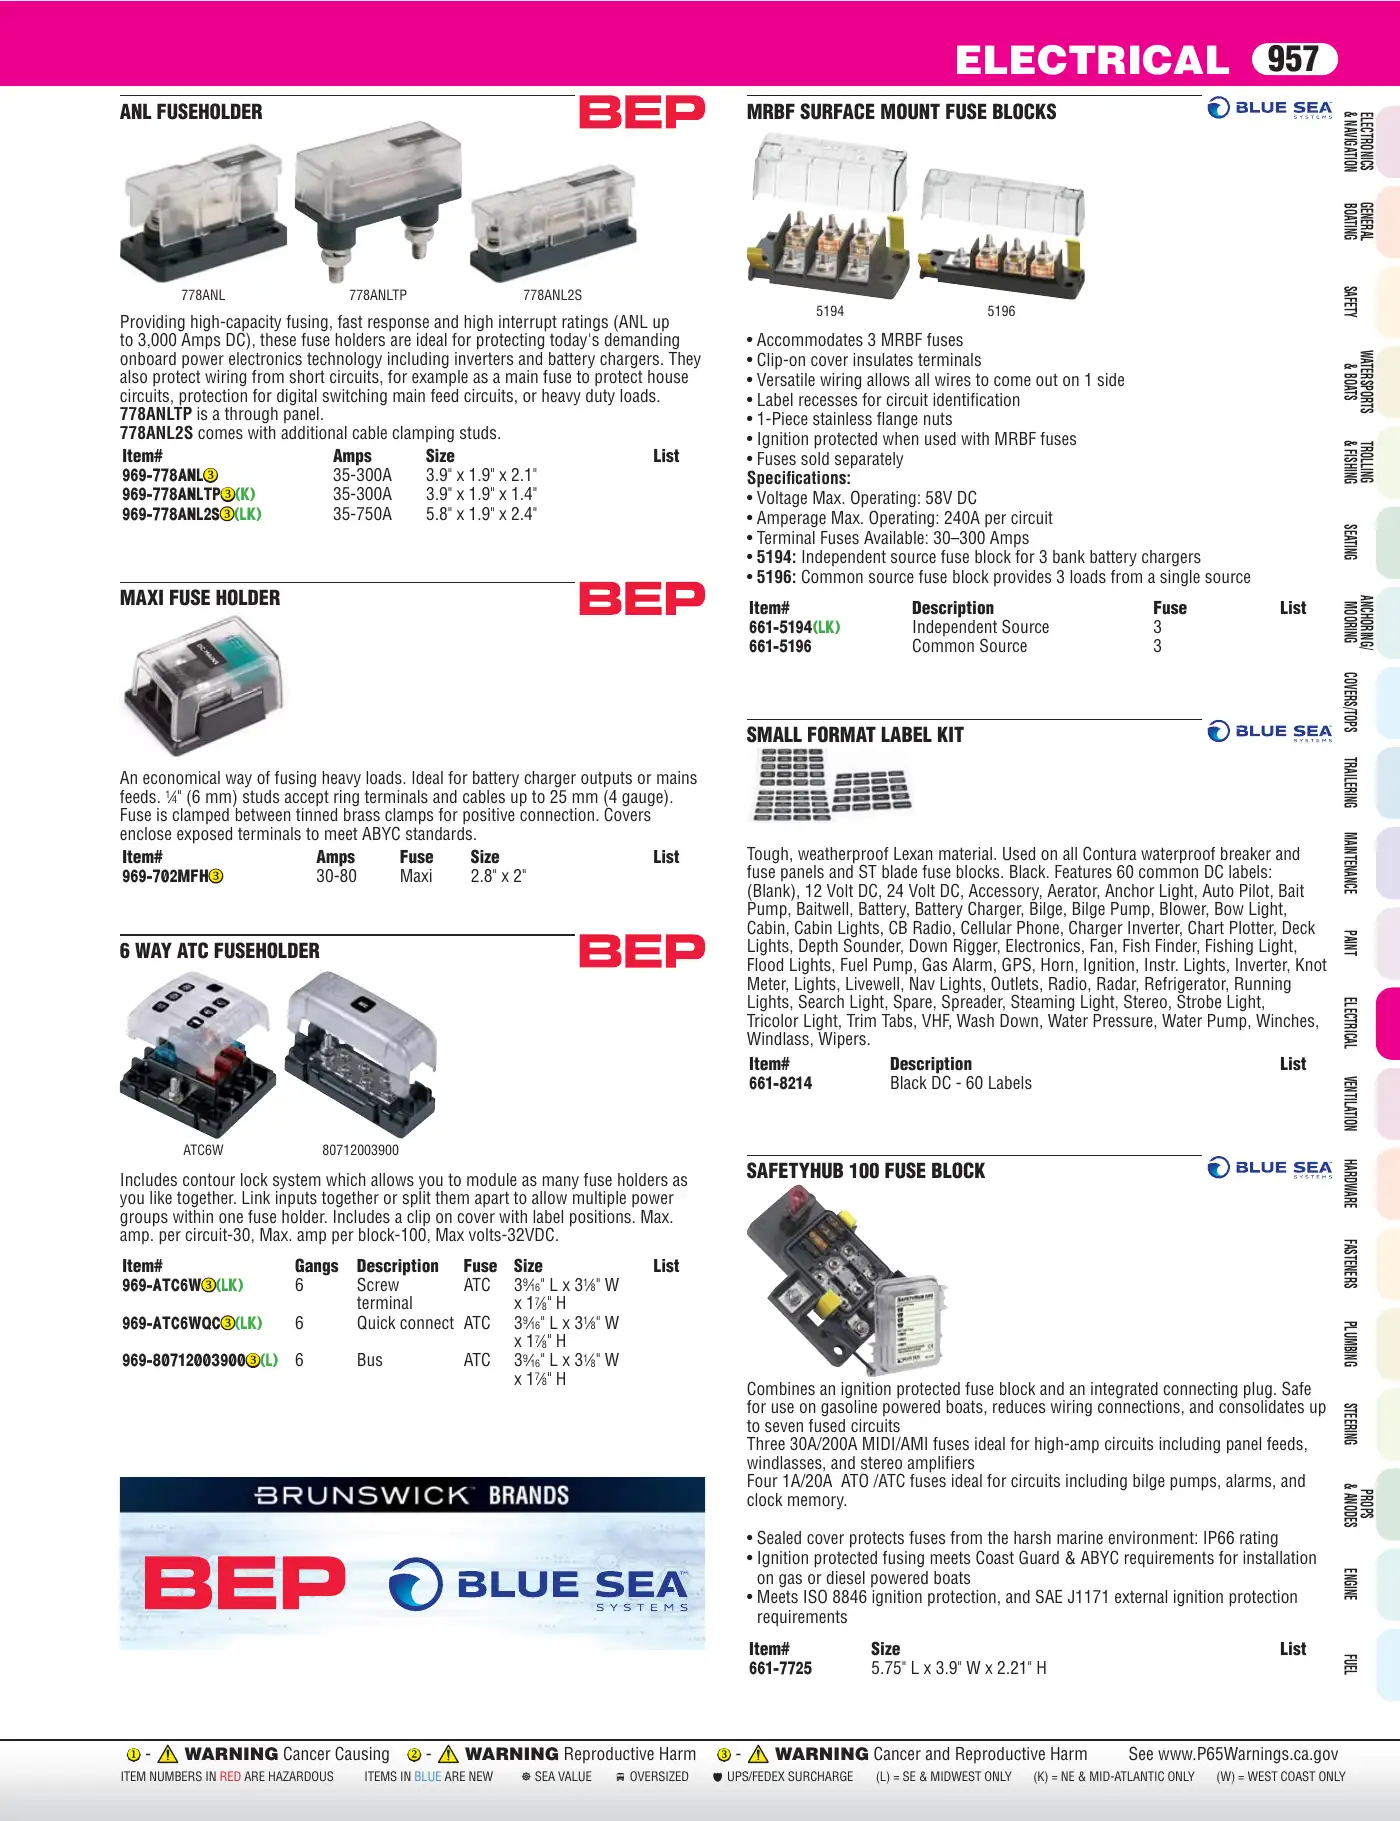 ELECTRICAL 957
ANL FUSEHOLDER
BEP
778ANL 778ANLTP 778ANL2S
Providing high-capacity fusing, fast response and high interrupt ratings (ANL up
to 3,000 Amps DC), these fuse holders are ideal for protecting today's demanding
onboard power electronics technology including inverters and battery chargers. They
also protect wiring from short circuits, for example as a main fuse to protect house
circuits, protection for digital switching main feed circuits, or heavy duty loads.
778ANLTP is a through panel.
778ANL2S comes with additional cable clamping studs.
Item# Amps Size List
969-778ANL③ 35-300A 3.9" x 1.9" x 2.1"
969-778ANLTP③(K) 35-300A 3.9" x 1.9" x 1.4"
969-778ANL2S③(LK) 35-750A 5.8" x 1.9" x 2.4"
MAXI FUSE HOLDER
BEP
An economical way of fusing heavy loads. Ideal for battery charger outputs or mains
feeds. ¼" (6 mm) studs accept ring terminals and cables up to 25 mm (4 gauge).
Fuse is clamped between tinned brass clamps for positive connection. Covers
enclose exposed terminals to meet ABYC standards.
Item# Amps Fuse Size List
969-702MFH③ 30-80 Maxi 2.8" x 2"
6 WAY ATC FUSEHOLDER
BEP
ATC6W 80712003900
Includes contour lock system which allows you to module as many fuse holders as
you like together. Link inputs together or split them apart to allow multiple power
groups within one fuse holder. Includes a clip on cover with label positions. Max.
amp. per circuit-30, Max. amp per block-100, Max volts-32VDC.
Item# Gangs Description Fuse Size List
969-ATC6W③(LK) 6 Screw ATC 3⁹⁄₁₆" L x 3⅛" W
terminal x 1⅞" H
969-ATC6WQC③(LK) 6 Quick connect ATC 3⁹⁄₁₆" L x 3⅛" W
x 1⅞" H
969-80712003900③(L) 6 Bus ATC 3⁹⁄₁₆" L x 3⅛" W
x 1⅞" H
BRUNSWICK™ BRANDS
BEP BLUE SEA™
SYSTEMS
MRBF SURFACE MOUNT FUSE BLOCKS
BLUE SEA
SYSTEMS
5194 5196
• Accommodates 3 MRBF fuses
• Clip-on cover insulates terminals
• Versatile wiring allows all wires to come out on 1 side
• Label recesses for circuit identification
• 1-Piece stainless flange nuts
• Ignition protected when used with MRBF fuses
• Fuses sold separately
Specifications:
• Voltage Max. Operating: 58V DC
• Amperage Max. Operating: 240A per circuit
• Terminal Fuses Available: 30–300 Amps
• 5194: Independent source fuse block for 3 bank battery chargers
• 5196: Common source fuse block provides 3 loads from a single source
Item# Description Fuse List
661-5194(LK) Independent Source 3
661-5196 Common Source 3
SMALL FORMAT LABEL KIT
BLUE SEA
SYSTEMS
Tough, weatherproof Lexan material. Used on all Contura waterproof breaker and
fuse panels and ST blade fuse blocks. Black. Features 60 common DC labels:
(Blank), 12 Volt DC, 24 Volt DC, Accessory, Aerator, Anchor Light, Auto Pilot, Bait
Pump, Baitwell, Battery, Battery Charger, Bilge, Bilge Pump, Blower, Bow Light,
Cabin, Cabin Lights, CB Radio, Cellular Phone, Charger Inverter, Chart Plotter, Deck
Lights, Depth Sounder, Down Rigger, Electronics, Fan, Fish Finder, Fishing Light,
Flood Lights, Fuel Pump, Gas Alarm, GPS, Horn, Ignition, Instr. Lights, Inverter, Knot
Meter, Lights, Livewell, Nav Lights, Outlets, Radio, Radar, Refrigerator, Running
Lights, Search Light, Spare, Spreader, Steaming Light, Stereo, Strobe Light,
Tricolor Light, Trim Tabs, VHF, Wash Down, Water Pressure, Water Pump, Winches,
Windlass, Wipers.
Item# Description List
661-8214 Black DC - 60 Labels
SAFETYHUB 100 FUSE BLOCK
BLUE SEA
SYSTEMS
Combines an ignition protected fuse block and an integrated connecting plug. Safe
for use on gasoline powered boats, reduces wiring connections, and consolidates up
to seven fused circuits
Three 30A/200A MIDI/AMI fuses ideal for high-amp circuits including panel feeds,
windlasses, and stereo amplifiers
Four 1A/20A ATO /ATC fuses ideal for circuits including bilge pumps, alarms, and
clock memory.
• Sealed cover protects fuses from the harsh marine environment: IP66 rating
• Ignition protected fusing meets Coast Guard & ABYC requirements for installation
on gas or diesel powered boats
• Meets ISO 8846 ignition protection, and SAE J1171 external ignition protection
requirements
Item# Size List
661-7725 5.75" L x 3.9" W x 2.21" H
ELECTRONICS
& NAVIGATION
GENERAL
BOATING
SAFETY
WATERSPORTS
& BOATS
TROLLING
& FISHING
SEATING
ANCHORING/
MOORING
COVERS/TOPS
TRAILERING
MAINTENANCE
PAINT
ELECTRICAL
VENTILATION
HARDWARE
FASTENERS
PLUMBING
STEERING
PROPS
& ANODES
ENGINE
FUEL
① - ⚠ WARNING Cancer Causing ② - ⚠ WARNING Reproductive Harm ③ - ⚠ WARNING Cancer and Reproductive Harm See www.P65Warnings.ca.gov
ITEM NUMBERS IN RED ARE HAZARDOUS ITEMS IN BLUE ARE NEW SEA VALUE OVERSIZED UPS/FEDEX SURCHARGE (L) = SE & MIDWEST ONLY (K) = NE & MID-ATLANTIC ONLY (W) = WEST COAST ONLY